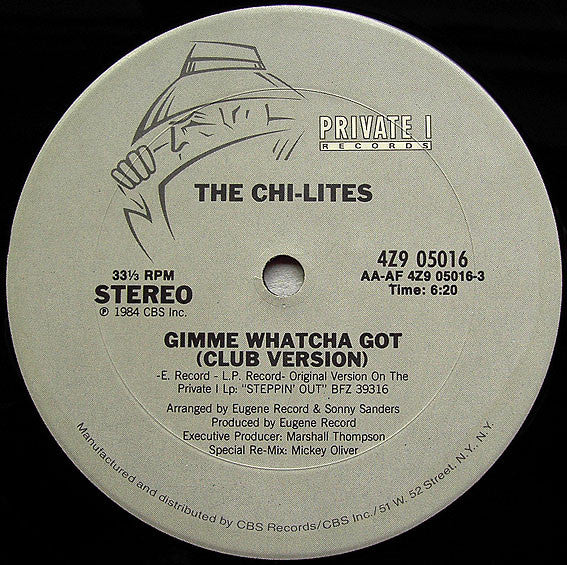 PRIVATE I
RECORDS
THE CHI-LITES
4Z9 05016
AA-AF 4Z9 05016-3
Time: 6:20
33⅓ RPM
STEREO
℗ 1984 CBS Inc.
GIMME WHATCHA GOT
(CLUB VERSION)
-E. Record - L.P. Record- Original Version On The
Private I Lp: "STEPPIN' OUT" BFZ 39316
Arranged by Eugene Record & Sonny Sanders
Produced by Eugene Record
Executive Producer: Marshall Thompson
Special Re-Mix: Mickey Oliver
Manufactured and distributed by CBS Records/CBS Inc./51 W. 52 Street, N.Y., N.Y.